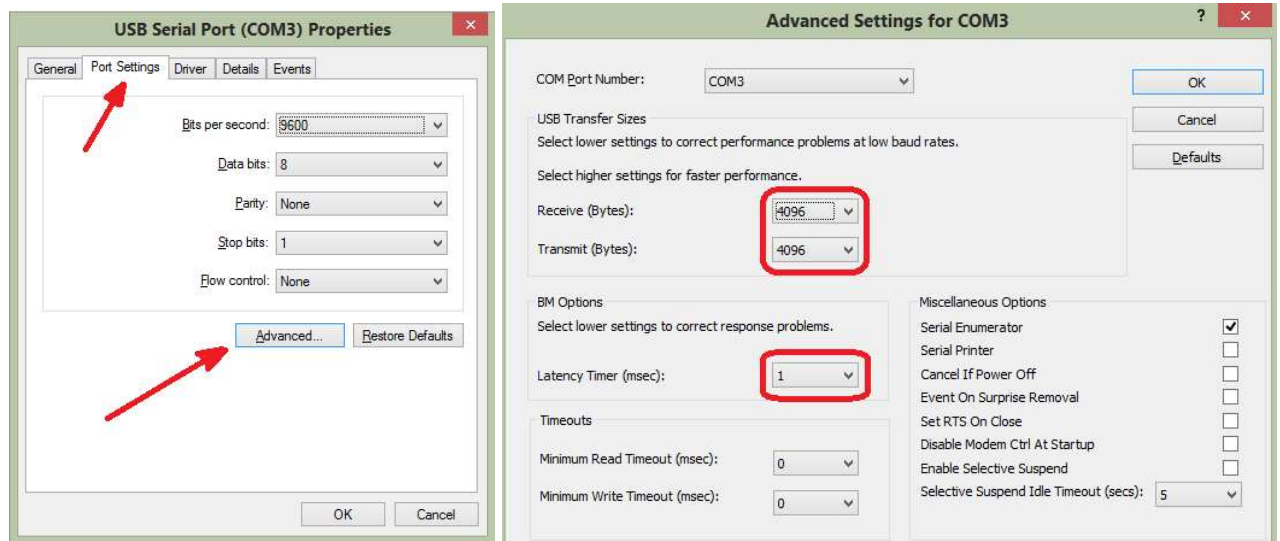 USB Serial Port (COM3) Properties
×
General Port Settings Driver Details Events
Bits per second: 9600
Data bits: 8
Parity: None
Stop bits: 1
Flow control: None
Advanced... Restore Defaults
OK Cancel
Advanced Settings for COM3
? ×
COM Port Number: COM3
OK
Cancel
Defaults
USB Transfer Sizes
Select lower settings to correct performance problems at low baud rates.
Select higher settings for faster performance.
Receive (Bytes): 4096
Transmit (Bytes): 4096
BM Options
Select lower settings to correct response problems.
Latency Timer (msec): 1
Timeouts
Minimum Read Timeout (msec): 0
Minimum Write Timeout (msec): 0
Miscellaneous Options
Serial Enumerator
Serial Printer
Cancel If Power Off
Event On Surprise Removal
Set RTS On Close
Disable Modem Ctrl At Startup
Enable Selective Suspend
Selective Suspend Idle Timeout (secs): 5